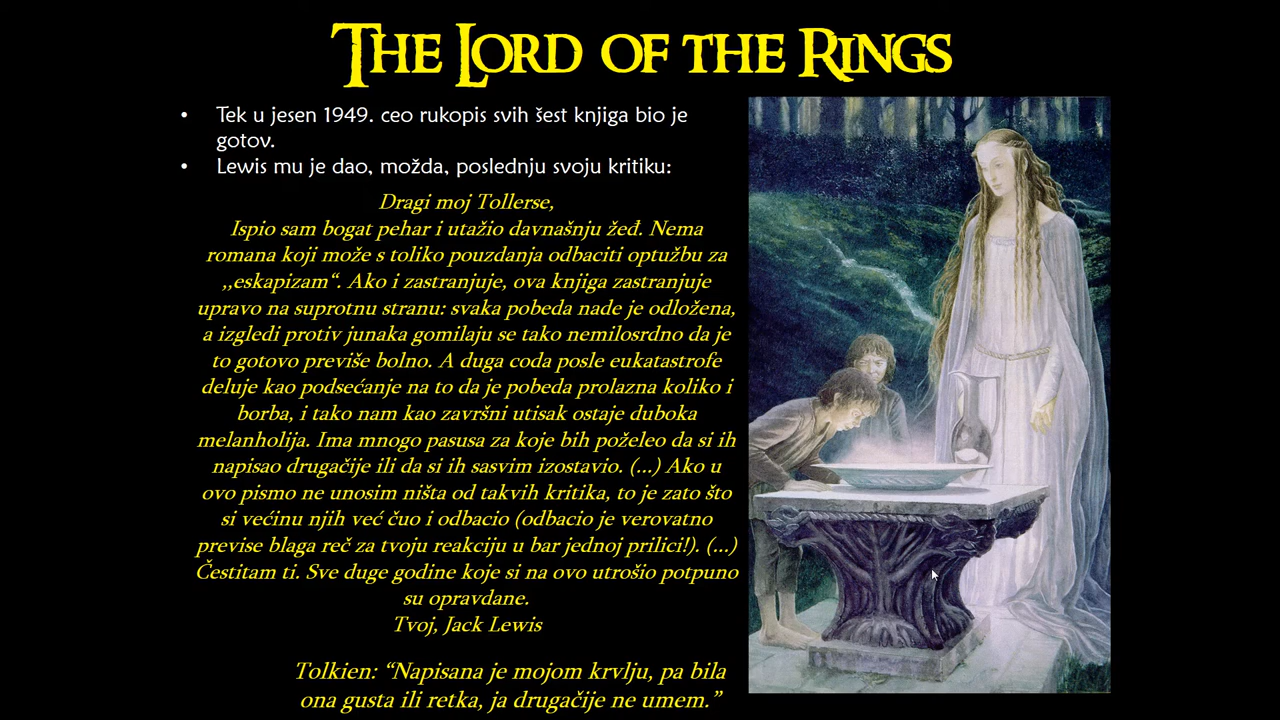 THE LORD OF THE RINGS
• Tek u jesen 1949. ceo rukopis svih šest knjiga bio je
gotov.
• Lewis mu je dao, možda, poslednju svoju kritiku:
Dragi moj Tollerse,
Ispio sam bogat pehar i utažio davnašnju žeđ. Nema
romana koji može s toliko pouzdanja odbaciti optužbu za
,,eskapizam“. Ako i zastranjuje, ova knjiga zastranjuje
upravo na suprotnu stranu: svaka pobeda nade je odložena,
a izgledi protiv junaka gomilaju se tako nemilosrdno da je
to gotovo previše bolno. A duga coda posle eukatastrofe
deluje kao podsećanje na to da je pobeda prolazna koliko i
borba, i tako nam kao završni utisak ostaje duboka
melanholija. Ima mnogo pasusa za koje bih poželeo da si ih
napisao drugačije ili da si ih sasvim izostavio. (...) Ako u
ovo pismo ne unosim ništa od takvih kritika, to je zato što
si većinu njih već čuo i odbacio (odbacio je verovatno
previse blaga reč za tvoju reakciju u bar jednoj prilici!). (...)
Čestitam ti. Sve duge godine koje si na ovo utrošio potpuno
su opravdane.
Tvoj, Jack Lewis
Tolkien: “Napisana je mojom krvlju, pa bila
ona gusta ili retka, ja drugačije ne umem.”